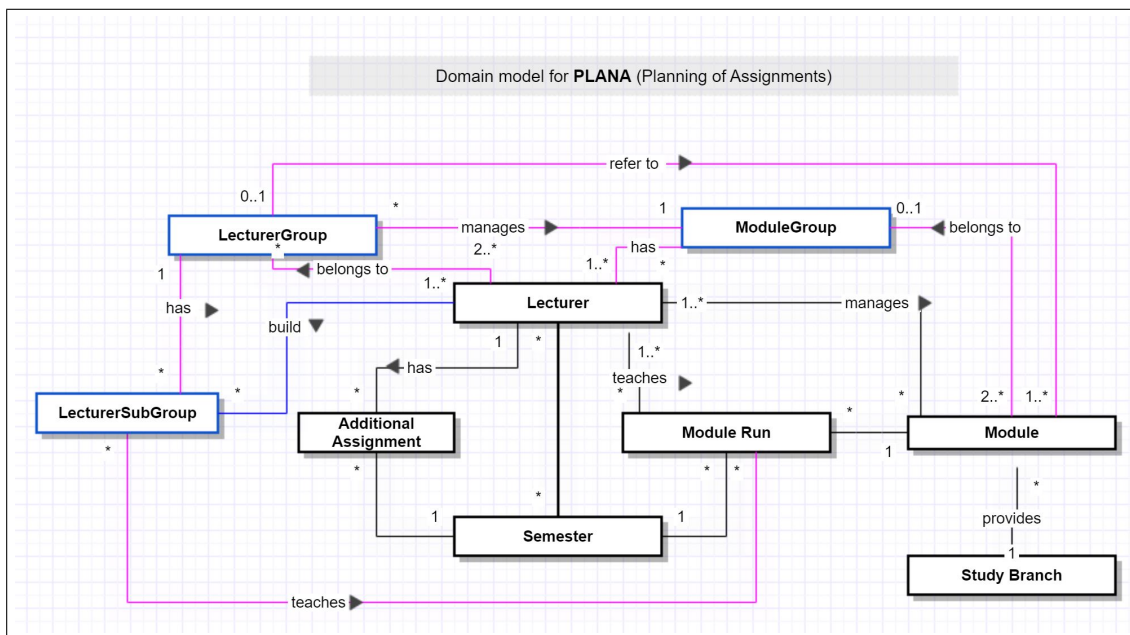 Domain model for PLANA (Planning of Assignments)
refer to
0..1
*
1
0..1
LecturerGroup
manages
ModuleGroup
belongs to
*
2..*
has
1
belongs to
1..*
*
1..*
Lecturer
1..*
manages
has
build
1
*
1..*
has
teaches
*
*
*
*
*
2..*
1..*
LecturerSubGroup
Additional
Assignment
Module Run
*
Module
1
*
*
*
*
*
*
1
1
provides
Semester
1
Study Branch
teaches